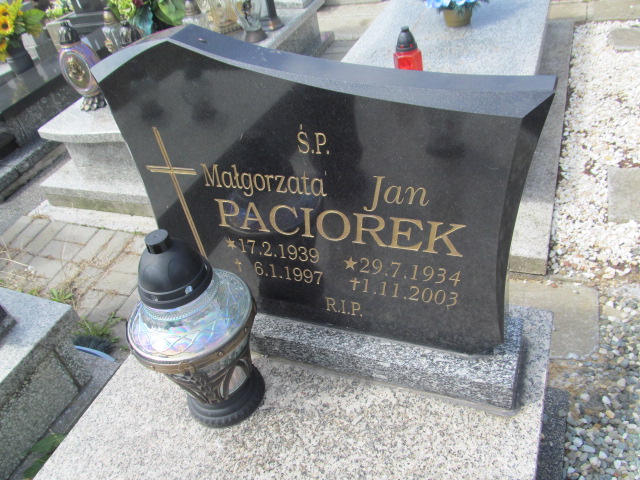 Ś.P.
Małgorzata Jan
PACIOREK
★17.2.1939 ★29.7.1934
+ 6.1.1997 +1.11.2003
R.I.P.